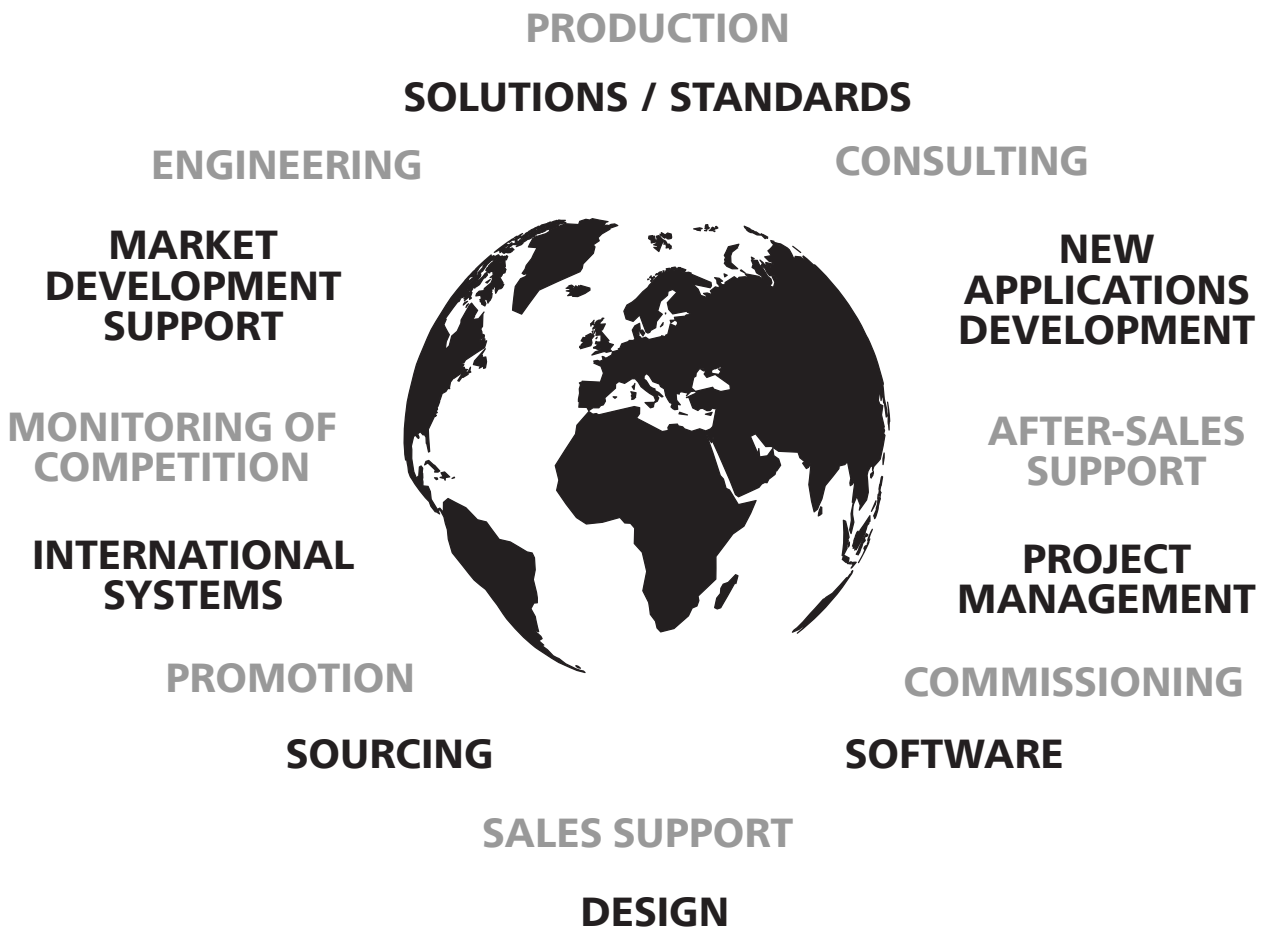 PRODUCTION
SOLUTIONS / STANDARDS
ENGINEERING
CONSULTING
MARKET
DEVELOPMENT
SUPPORT
NEW
APPLICATIONS
DEVELOPMENT
MONITORING OF
COMPETITION
AFTER-SALES
SUPPORT
INTERNATIONAL
SYSTEMS
PROJECT
MANAGEMENT
PROMOTION
COMMISSIONING
SOURCING
SOFTWARE
SALES SUPPORT
DESIGN